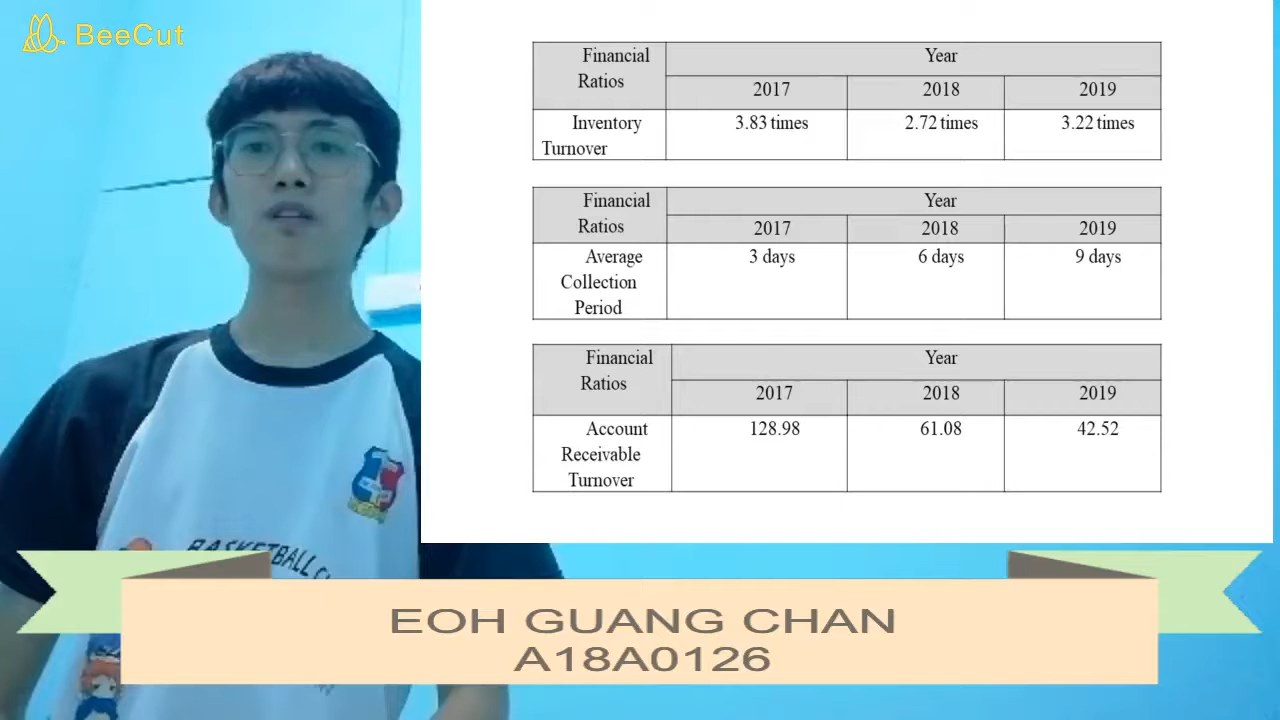 BeeCut
Financial Ratios
Year
2017 2018 2019
Inventory Turnover
3.83 times 2.72 times 3.22 times
Financial Ratios
Year
2017 2018 2019
Average Collection Period
3 days 6 days 9 days
Financial Ratios
Year
2017 2018 2019
Account Receivable Turnover
128.98 61.08 42.52
BASKETBALL
EOH GUANG CHAN
A18A0126